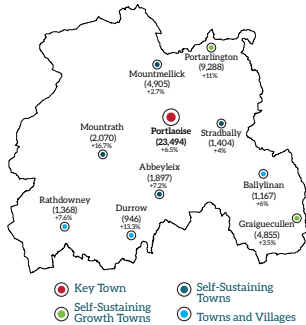 Portarlington
(9,288)
+11%
Mountmellick
(4,905)
+2.7%
Portlaoise
(23,494)
+6.5%
Mountrath
(2,070)
+16.7%
Stradbally
(1,404)
+4%
Abbeyleix
(1,897)
+7.2%
Ballylinan
(1,167)
+6%
Rathdowney
(1,368)
+7.6%
Durrow
(946)
+13.3%
Graiguecullen
(4,855)
+3.5%
Key Town
Self-Sustaining
Growth Towns
Self-Sustaining
Towns
Towns and Villages